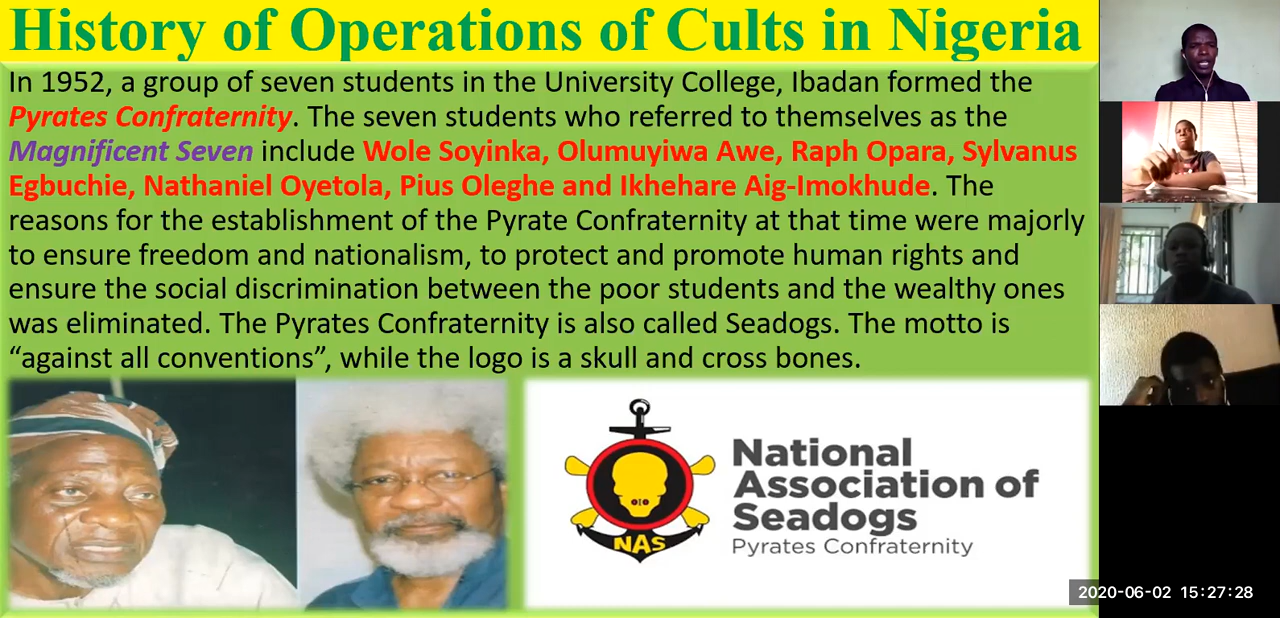 History of Operations of Cults in Nigeria
In 1952, a group of seven students in the University College, Ibadan formed the
Pyrates Confraternity. The seven students who referred to themselves as the
Magnificent Seven include Wole Soyinka, Olumuyiwa Awe, Raph Opara, Sylvanus
Egbuchie, Nathaniel Oyetola, Pius Oleghe and Ikhehare Aig-Imokhude. The
reasons for the establishment of the Pyrate Confraternity at that time were majorly
to ensure freedom and nationalism, to protect and promote human rights and
ensure the social discrimination between the poor students and the wealthy ones
was eliminated. The Pyrates Confraternity is also called Seadogs. The motto is
“against all conventions”, while the logo is a skull and cross bones.
NAS
National
Association of
Seadogs
Pyrates Confraternity
2020-06-02 15:27:28